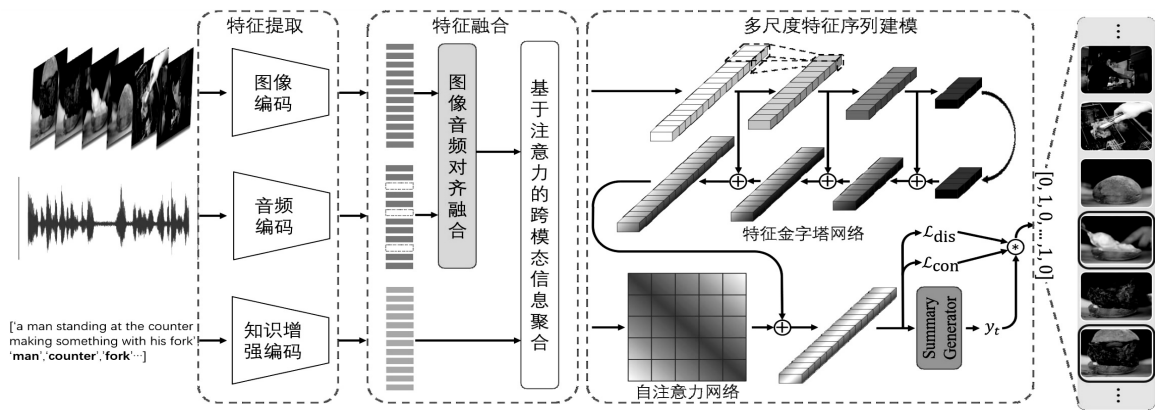 特征提取
特征融合
多尺度特征序列建模
图像
编码
音频
编码
知识增
强编码
['a man standing at the counter
making something with his fork'
'man','counter','fork'…]
图像音频对齐融合
基于注意力的跨模态信息聚合
特征金字塔网络
自注意力网络
ℒdis
ℒcon
Summary
Generator
yt
*
[0, 1, 0, ..., 1, 0]